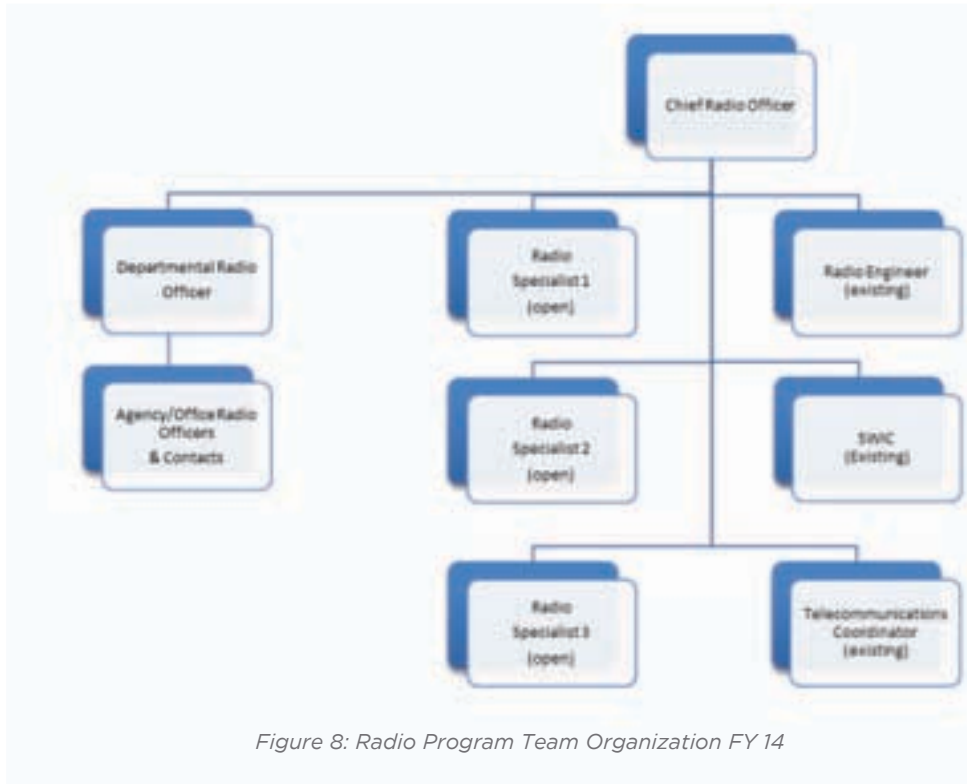 Chief Radio Officer
Departmental Radio
Officer
Radio
Specialist 1
(open)
Radio Engineer
(existing)
Agency/Office Radio
Officers
& Contacts
Radio
Specialist 2
(open)
SWIC
(Existing)
Radio
Specialist 3
(open)
Telecommunications
Coordinator
(existing)
Figure 8: Radio Program Team Organization FY 14